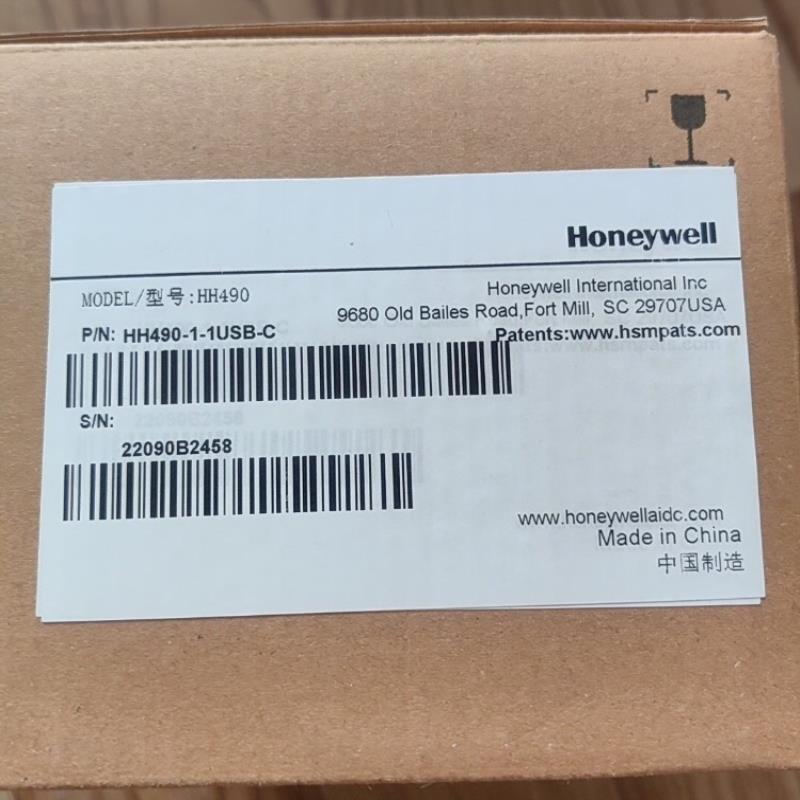 Honeywell
MODEL/型号:HH490
Honeywell International Inc
9680 Old Bailes Road,Fort Mill, SC 29707USA
P/N: HH490-1-1USB-C
Patents:www.hsmpats.com
S/N:
22090B2458
www.honeywellaidc.com
Made in China
中国制造